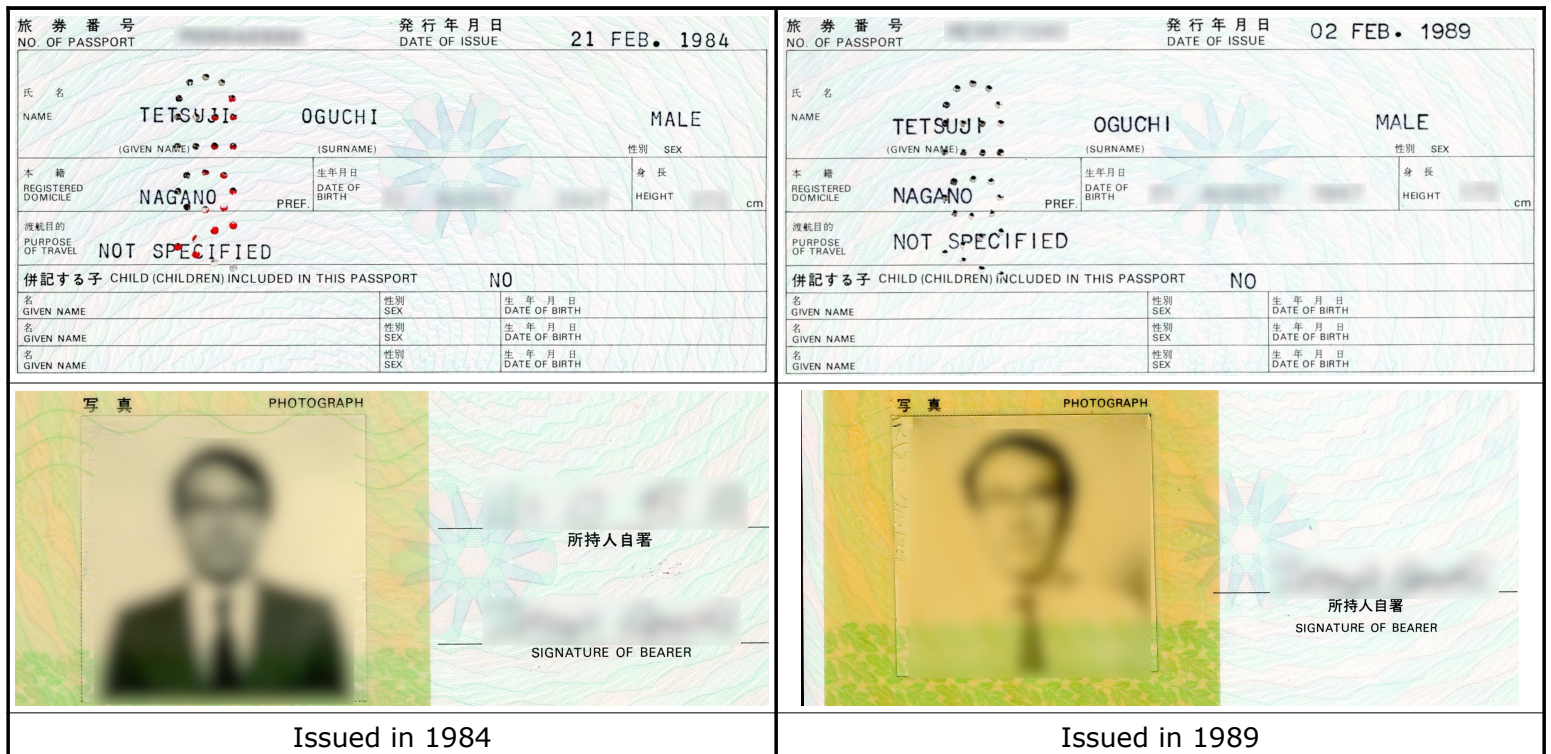 旅券番号 発行年月日
NO. OF PASSPORT DATE OF ISSUE 21 FEB. 1984
氏名
NAME TETSUJI OGUCHI MALE
(GIVEN NAME) (SURNAME) 性別 SEX
本籍 生年月日 身長
REGISTERED DOMICILE NAGANO PREF. DATE OF BIRTH HEIGHT cm
渡航目的
PURPOSE OF TRAVEL NOT SPECIFIED
併記する子 CHILD (CHILDREN) INCLUDED IN THIS PASSPORT NO
名 性別 生年月日
GIVEN NAME SEX DATE OF BIRTH
名 性別 生年月日
GIVEN NAME SEX DATE OF BIRTH
名 性別 生年月日
GIVEN NAME SEX DATE OF BIRTH
写真 PHOTOGRAPH
所持人自署
SIGNATURE OF BEARER
Issued in 1984
旅券番号 発行年月日
NO. OF PASSPORT DATE OF ISSUE 02 FEB. 1989
氏名
NAME TETSUJI OGUCHI MALE
(GIVEN NAME) (SURNAME) 性別 SEX
本籍 生年月日 身長
REGISTERED DOMICILE NAGANO PREF. DATE OF BIRTH HEIGHT cm
渡航目的
PURPOSE OF TRAVEL NOT SPECIFIED
併記する子 CHILD (CHILDREN) INCLUDED IN THIS PASSPORT NO
名 性別 生年月日
GIVEN NAME SEX DATE OF BIRTH
名 性別 生年月日
GIVEN NAME SEX DATE OF BIRTH
名 性別 生年月日
GIVEN NAME SEX DATE OF BIRTH
写真 PHOTOGRAPH
所持人自署
SIGNATURE OF BEARER
Issued in 1989